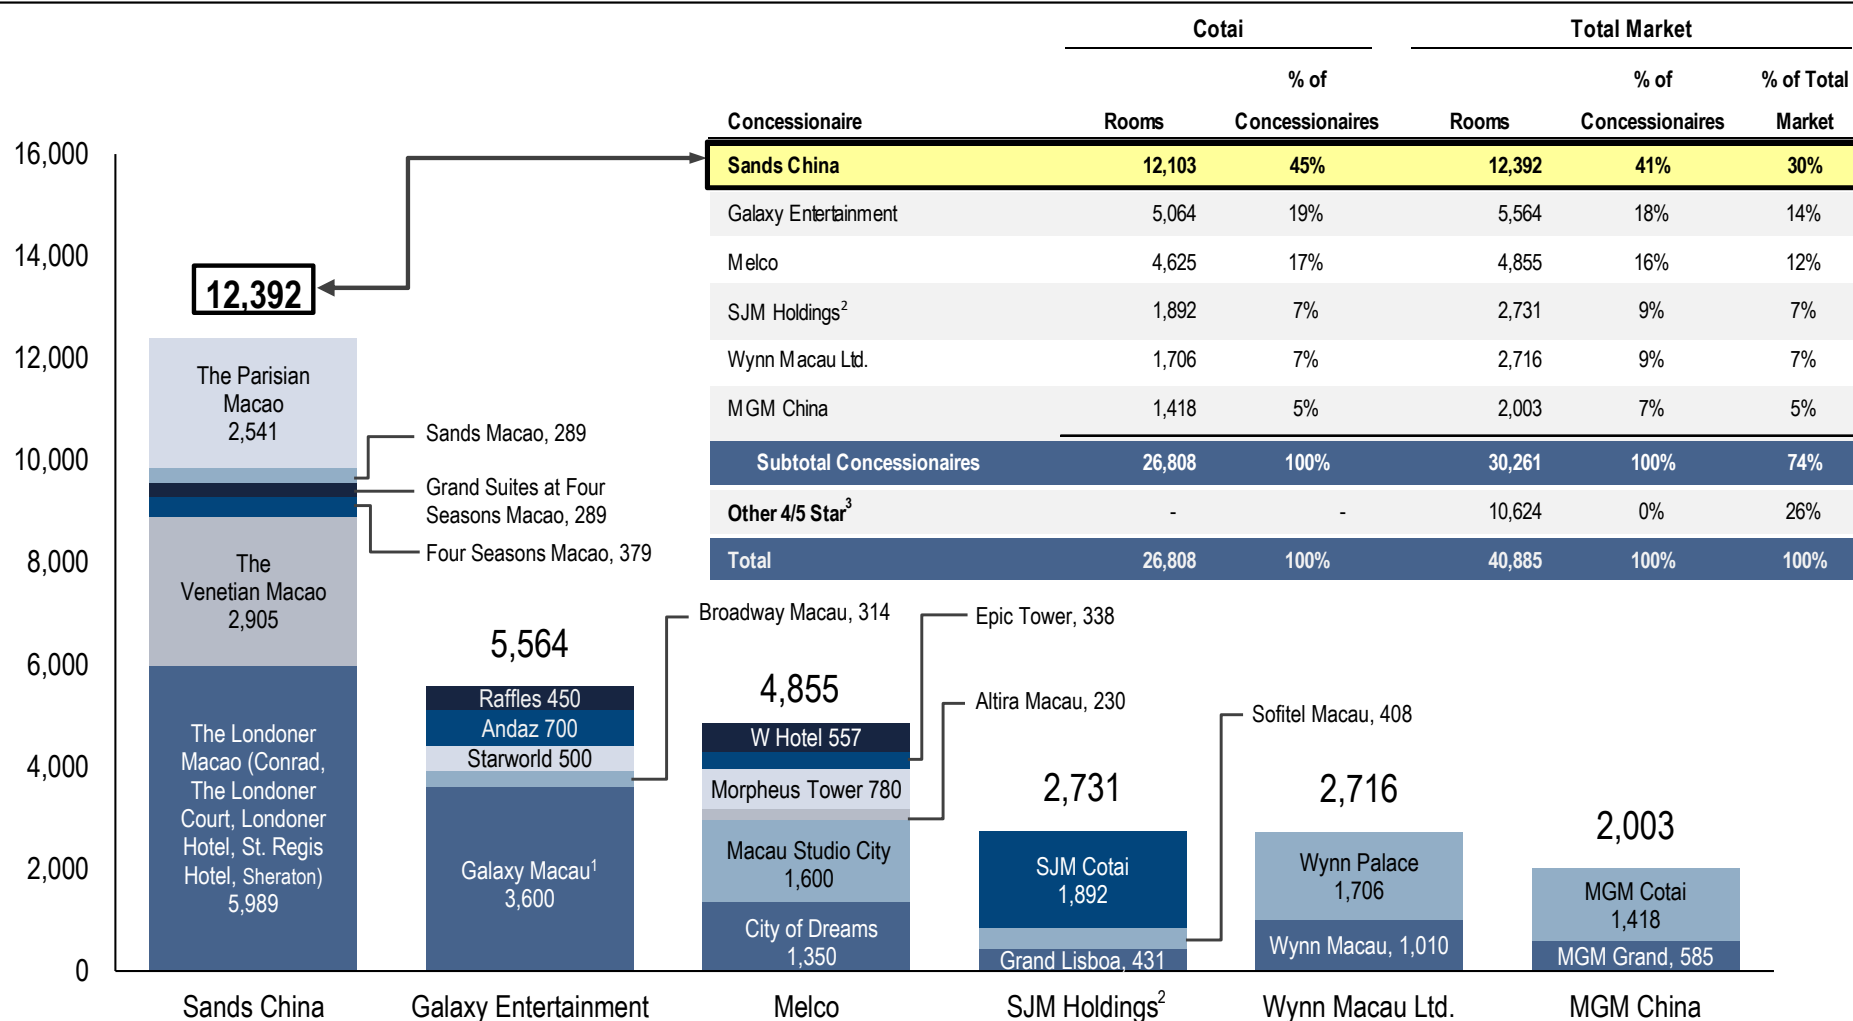 Cotai Total Market
% of % of % of Total
Concessionaire Rooms Concessionaires Rooms Concessionaires Market
Sands China 12,103 45% 12,392 41% 30%
Galaxy Entertainment 5,064 19% 5,564 18% 14%
Melco 4,625 17% 4,855 16% 12%
SJM Holdings² 1,892 7% 2,731 9% 7%
Wynn Macau Ltd. 1,706 7% 2,716 9% 7%
MGM China 1,418 5% 2,003 7% 5%
Subtotal Concessionaires 26,808 100% 30,261 100% 74%
Other 4/5 Star³ - - 10,624 0% 26%
Total 26,808 100% 40,885 100% 100%
16,000
14,000
12,000
10,000
8,000
6,000
4,000
2,000
0
12,392
The Parisian
Macao
2,541
Sands Macao, 289
Grand Suites at Four
Seasons Macao, 289
Four Seasons Macao, 379
The
Venetian Macao
2,905
The Londoner
Macao (Conrad,
The Londoner
Court, Londoner
Hotel, St. Regis
Hotel, Sheraton)
5,989
5,564
Raffles 450
Andaz 700
Starworld 500
Broadway Macau, 314
Galaxy Macau¹
3,600
4,855
W Hotel 557
Epic Tower, 338
Morpheus Tower 780
Altira Macau, 230
Macau Studio City
1,600
City of Dreams
1,350
2,731
SJM Cotai
1,892
Sofitel Macau, 408
Grand Lisboa, 431
2,716
Wynn Palace
1,706
Wynn Macau, 1,010
2,003
MGM Cotai
1,418
MGM Grand, 585
Sands China Galaxy Entertainment Melco SJM Holdings² Wynn Macau Ltd. MGM China